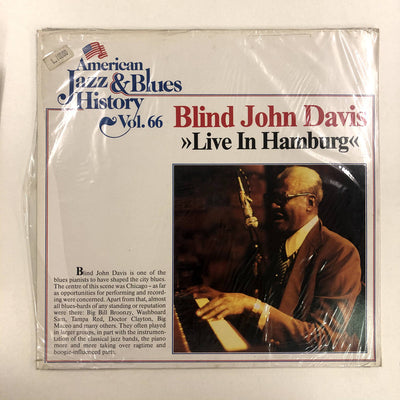 American
Jazz & Blues
History
Vol. 66
Blind John Davis
»Live In Hamburg«
Blind John Davis is one of the
blues pianists to have shaped the city blues.
The centre of this scene was Chicago – as far
as opportunities for performing and record-
ing were concerned. Apart from that, almost
all blues-bards of any standing or reputation
were there: Big Bill Broonzy, Washboard
Sam, Tampa Red, Doctor Clayton, Big
Maceo and many others. They often played
in larger groups, in part with the instrumen-
tation of the classical jazz bands, the piano
more and more taking over ragtime and
boogie-influenced parts.